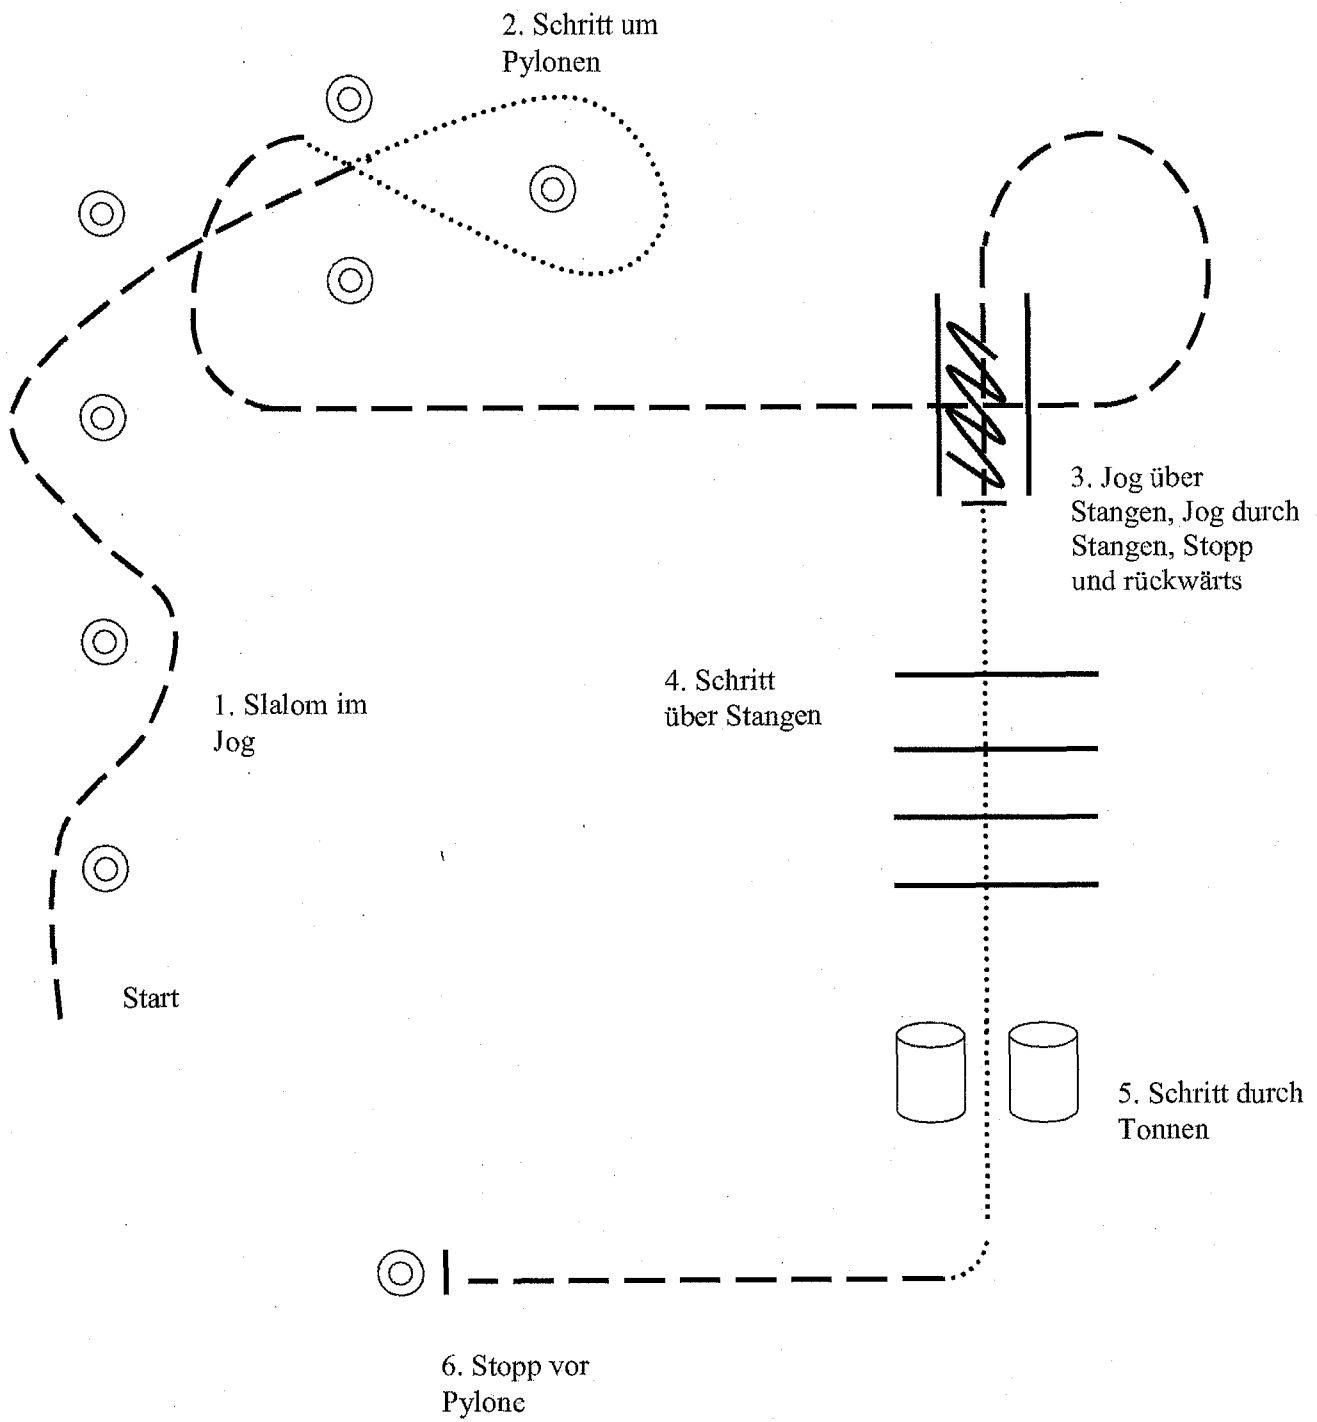 2. Schritt um
Pylonen
3. Jog über
Stangen, Jog durch
Stangen, Stopp
und rückwärts
4. Schritt
über Stangen
1. Slalom im
Jog
Start
5. Schritt durch
Tonnen
6. Stopp vor
Pylone